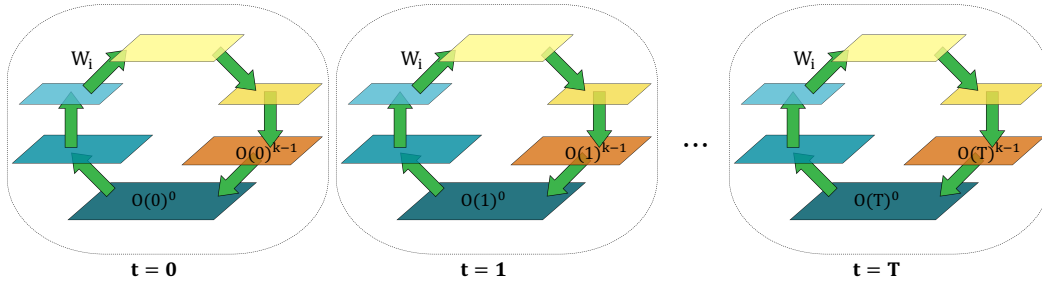 W_i W_i W_i
O(0)^{k−1} O(1)^{k−1} ... O(T)^{k−1}
O(0)^0 O(1)^0 O(T)^0
t = 0 t = 1 t = T